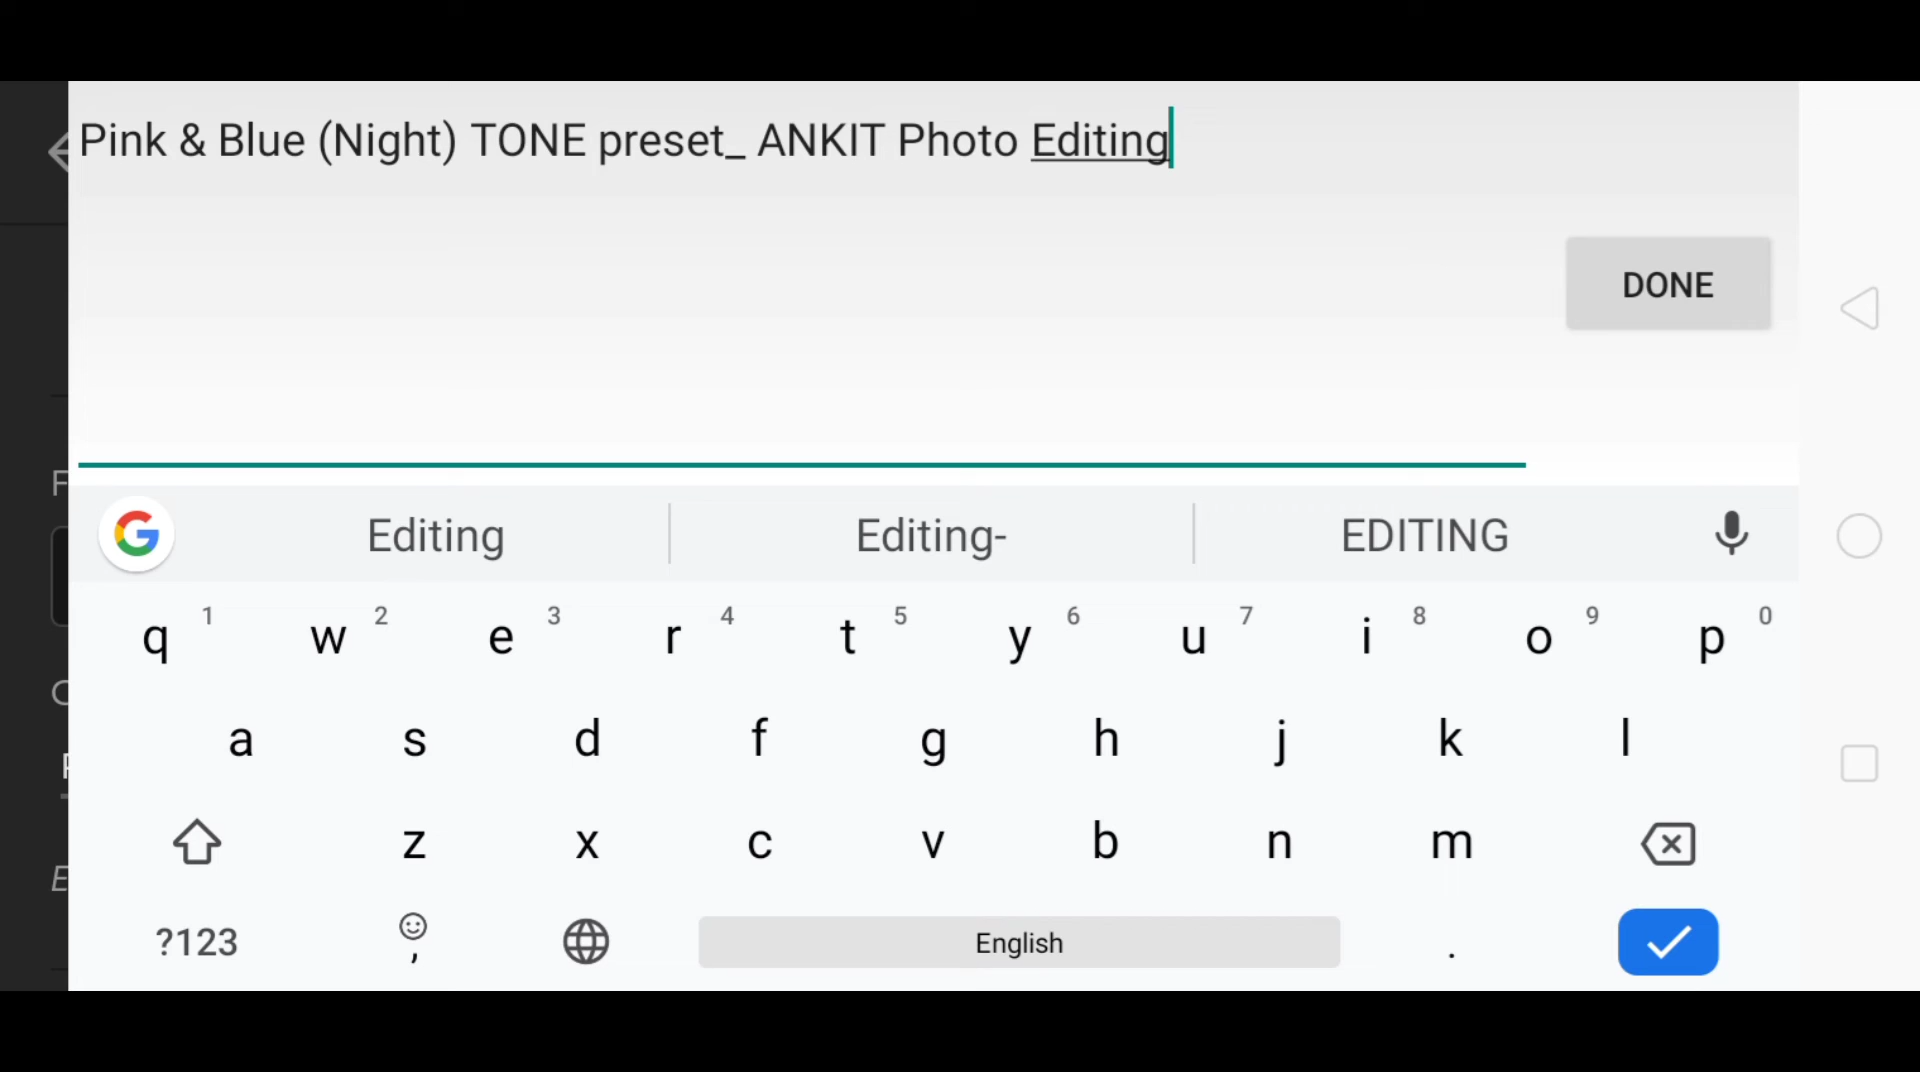 Pink & Blue (Night) TONE preset_ ANKIT Photo Editing
DONE
Editing Editing- EDITING
q 1 w 2 e 3 r 4 t 5 y 6 u 7 i 8 o 9 p 0
a s d f g h j k l
z x c v b n m
?123 , English .